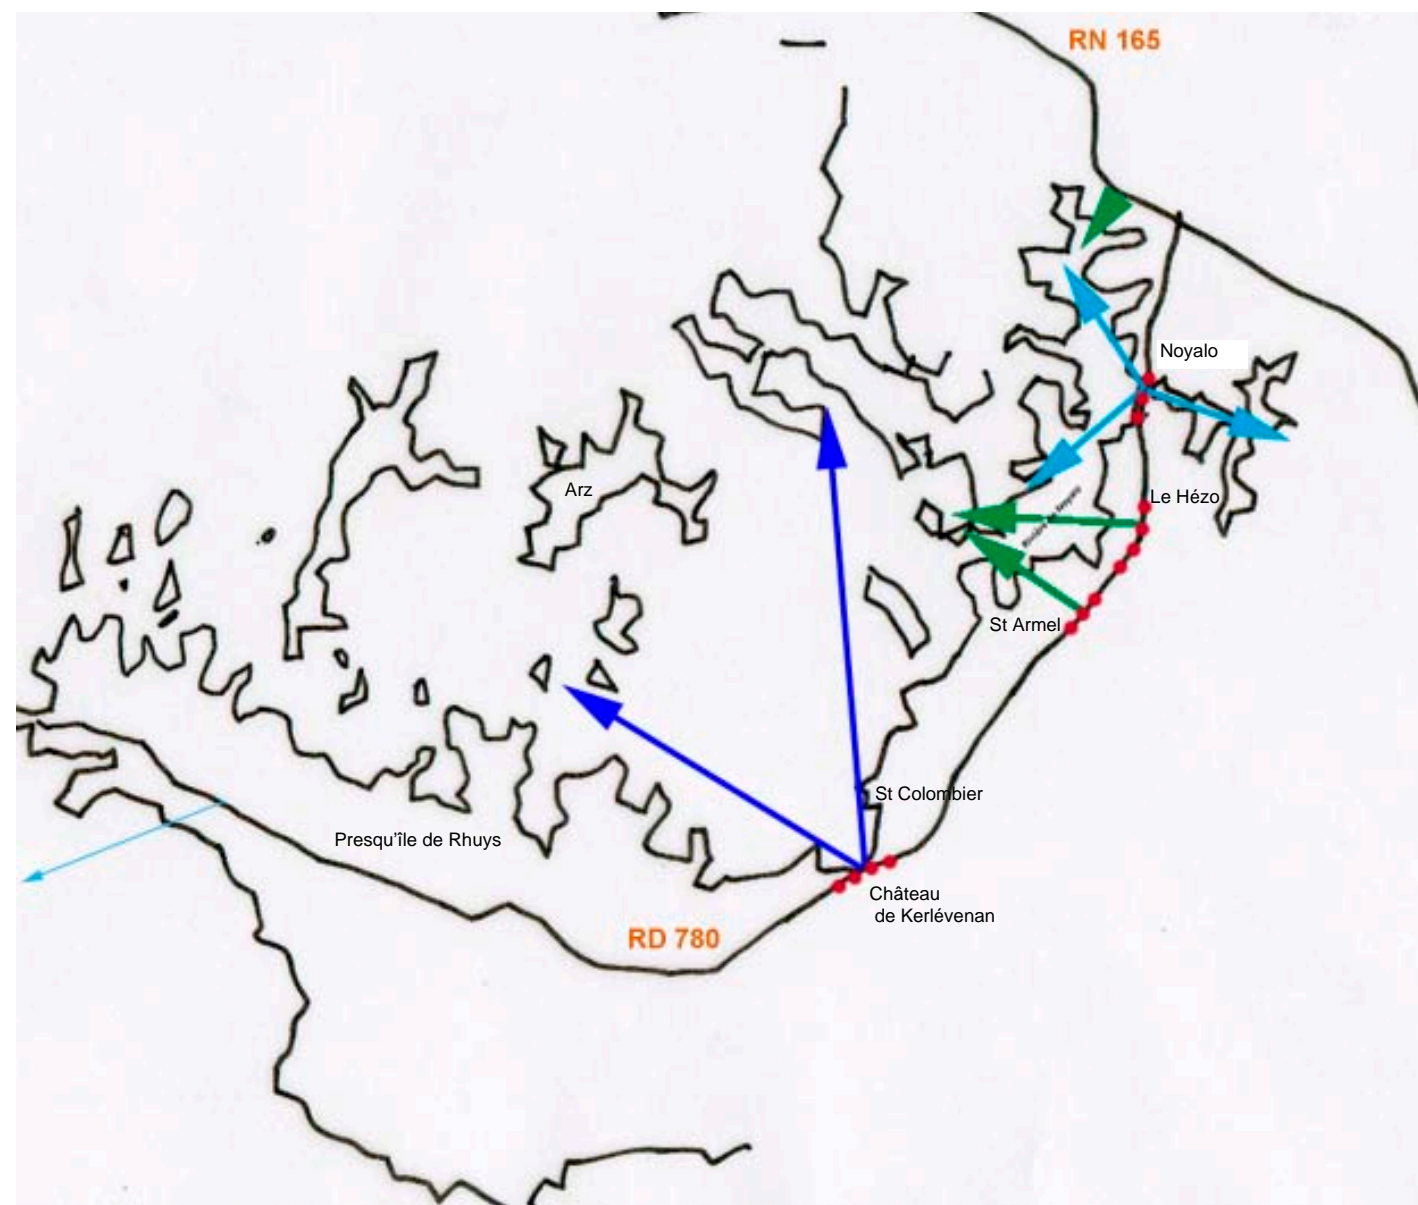 RN 165
Noyalo
Arz
Le Hézo
St Armel
St Colombier
Presqu'île de Rhuys
Château
de Kerlévenan
RD 780